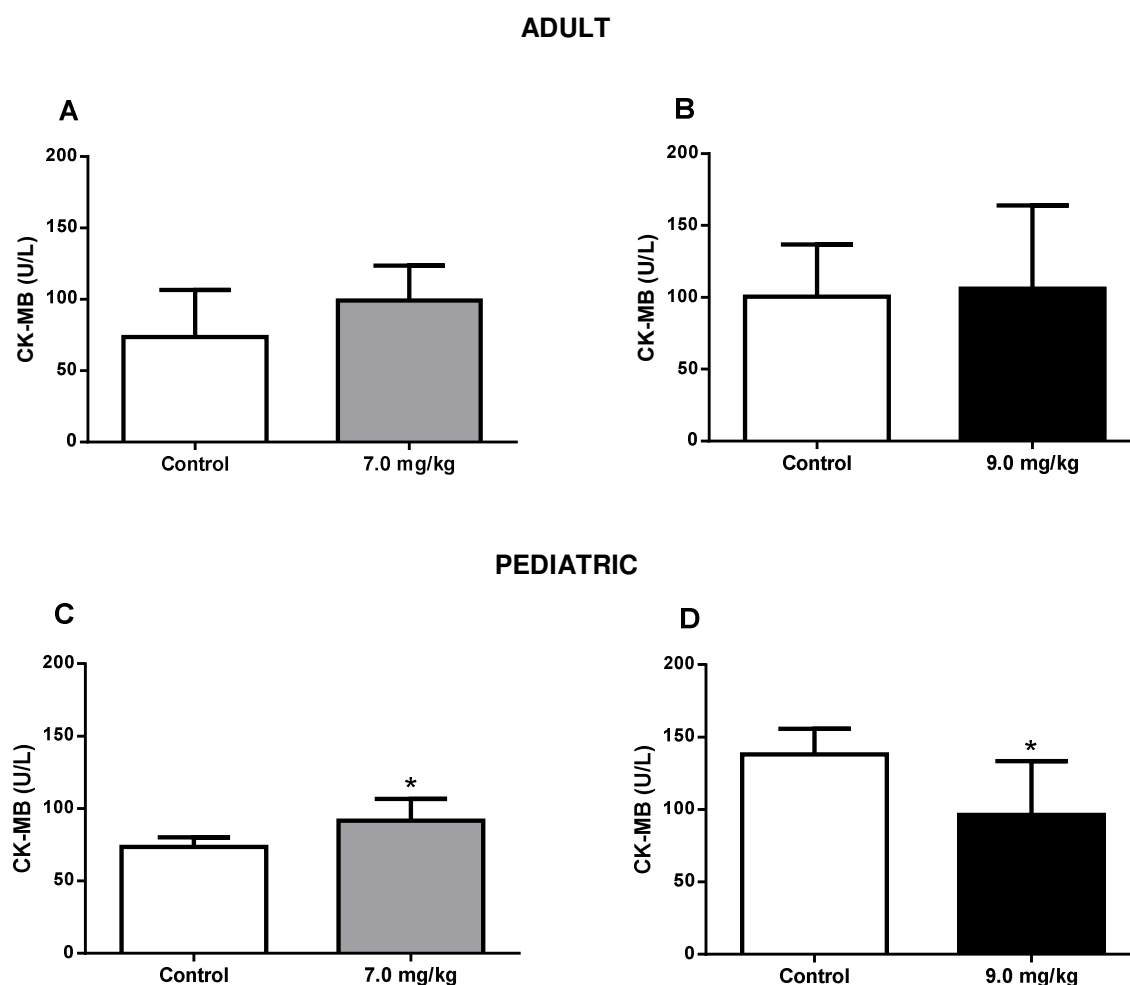 ADULT
A
B
CK-MB (U/L)
200
150
100
50
0
Control 7.0 mg/kg
CK-MB (U/L)
200
150
100
50
0
Control 9.0 mg/kg
PEDIATRIC
C
D
CK-MB (U/L)
200
150
100
50
0
*
Control 7.0 mg/kg
CK-MB (U/L)
200
150
100
50
0
*
Control 9.0 mg/kg